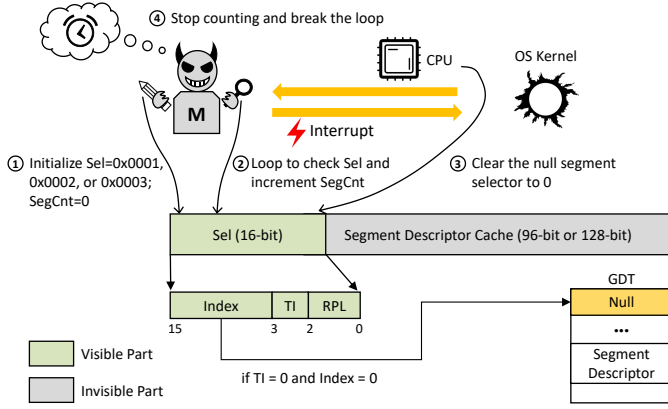 ④ Stop counting and break the loop
CPU
OS Kernel
M
Interrupt
① Initialize Sel=0x0001,
0x0002, or 0x0003;
SegCnt=0
② Loop to check Sel and
increment SegCnt
③ Clear the null segment
selector to 0
Sel (16-bit)
Segment Descriptor Cache (96-bit or 128-bit)
GDT
Index
TI
RPL
Null
15
3
2
0
...
Segment
Descriptor
Visible Part
Invisible Part
if TI = 0 and Index = 0